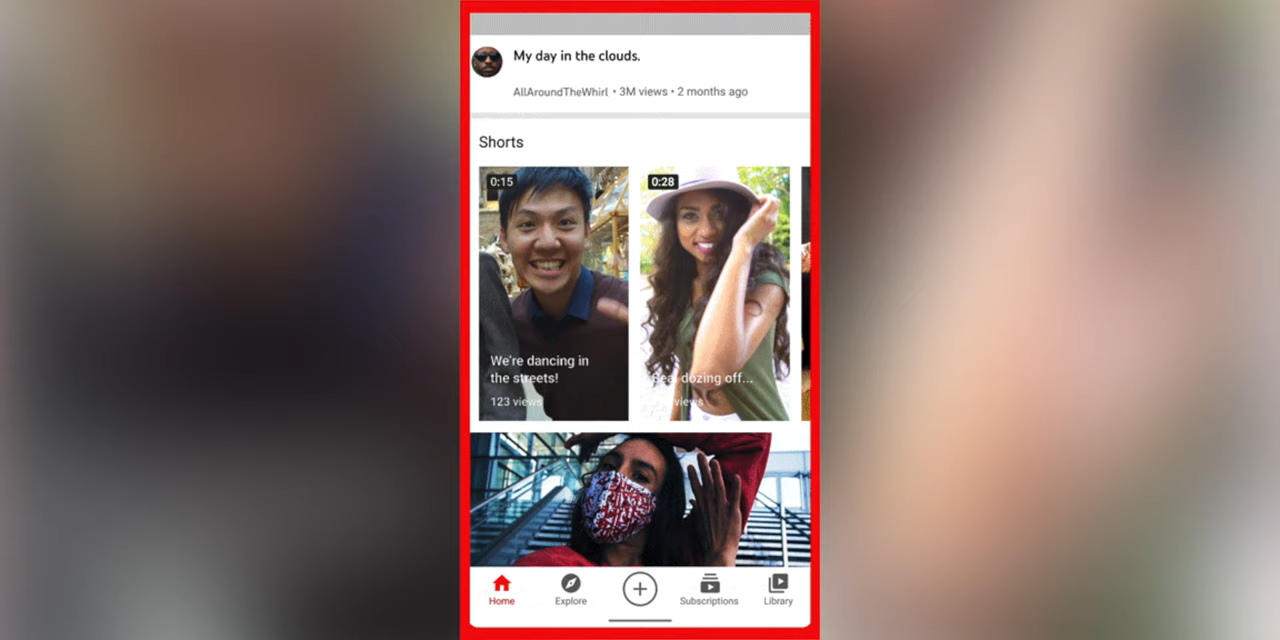 My day in the clouds.
AllAroundTheWhirl • 3M views • 2 months ago
Shorts
0:15
We're dancing in
the streets!
123 views
0:28
dozing off...
views
Home
Explore
Subscriptions
Library